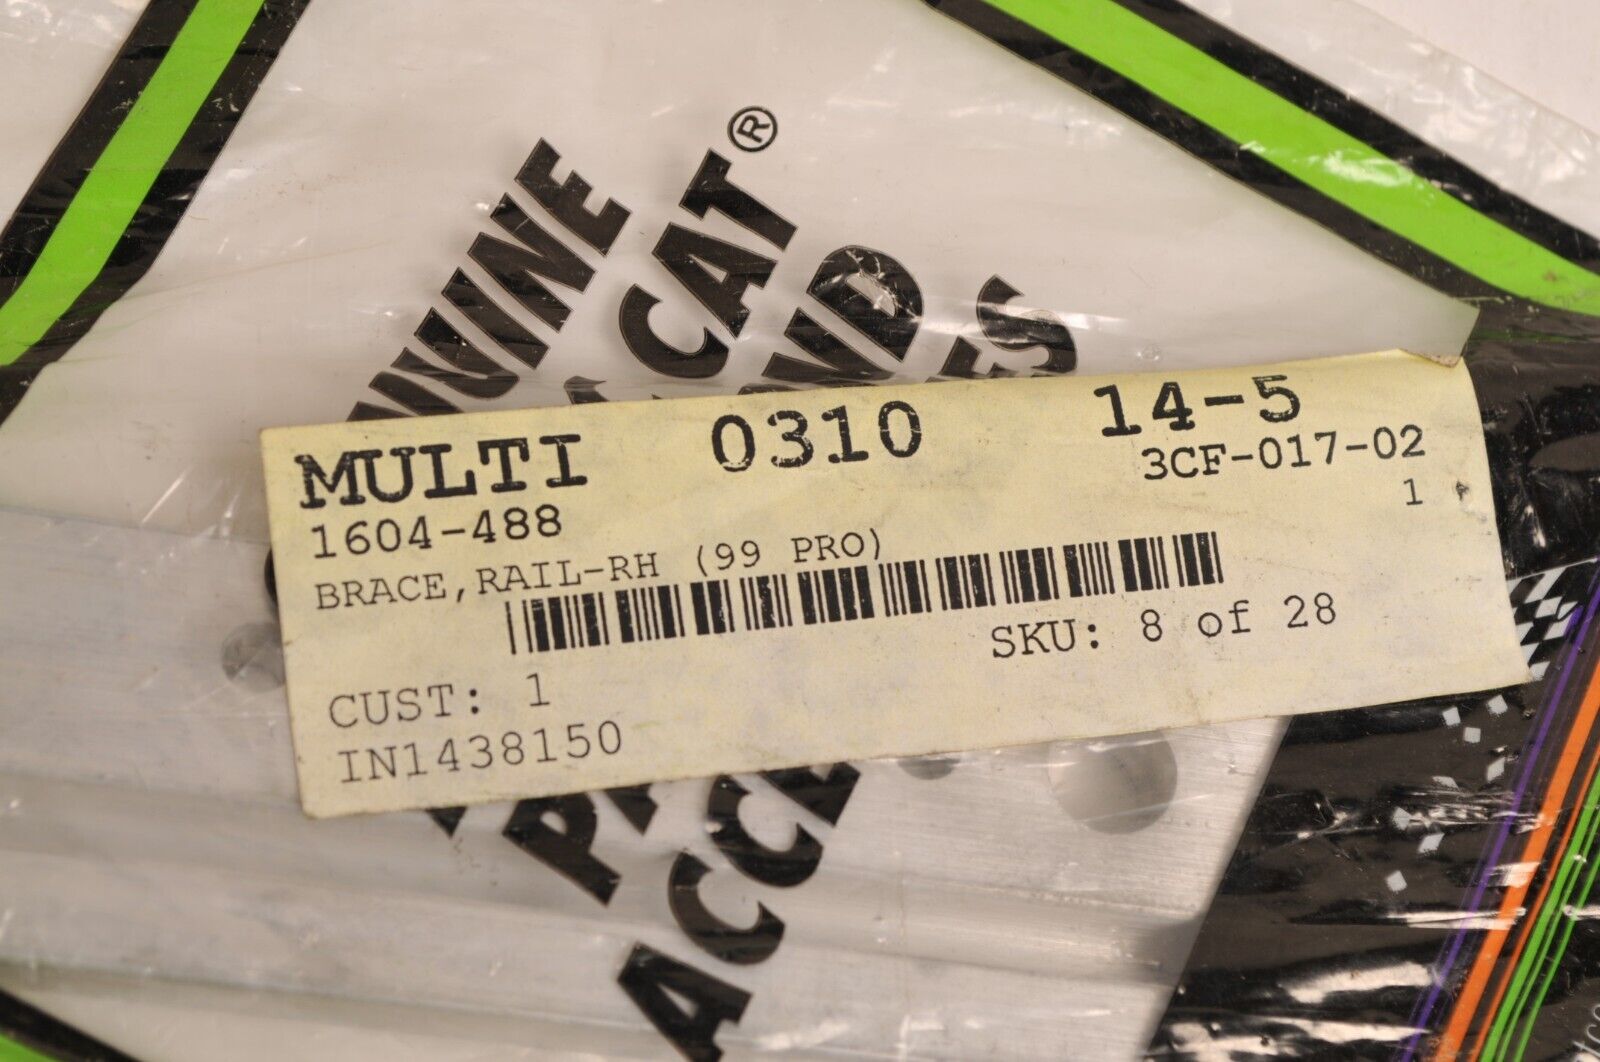 CAT®
MULTI 0310 14-5
1604-488 3CF-017-02
BRACE,RAIL-RH (99 PRO) 1
SKU: 8 of 28
CUST: 1
IN1438150